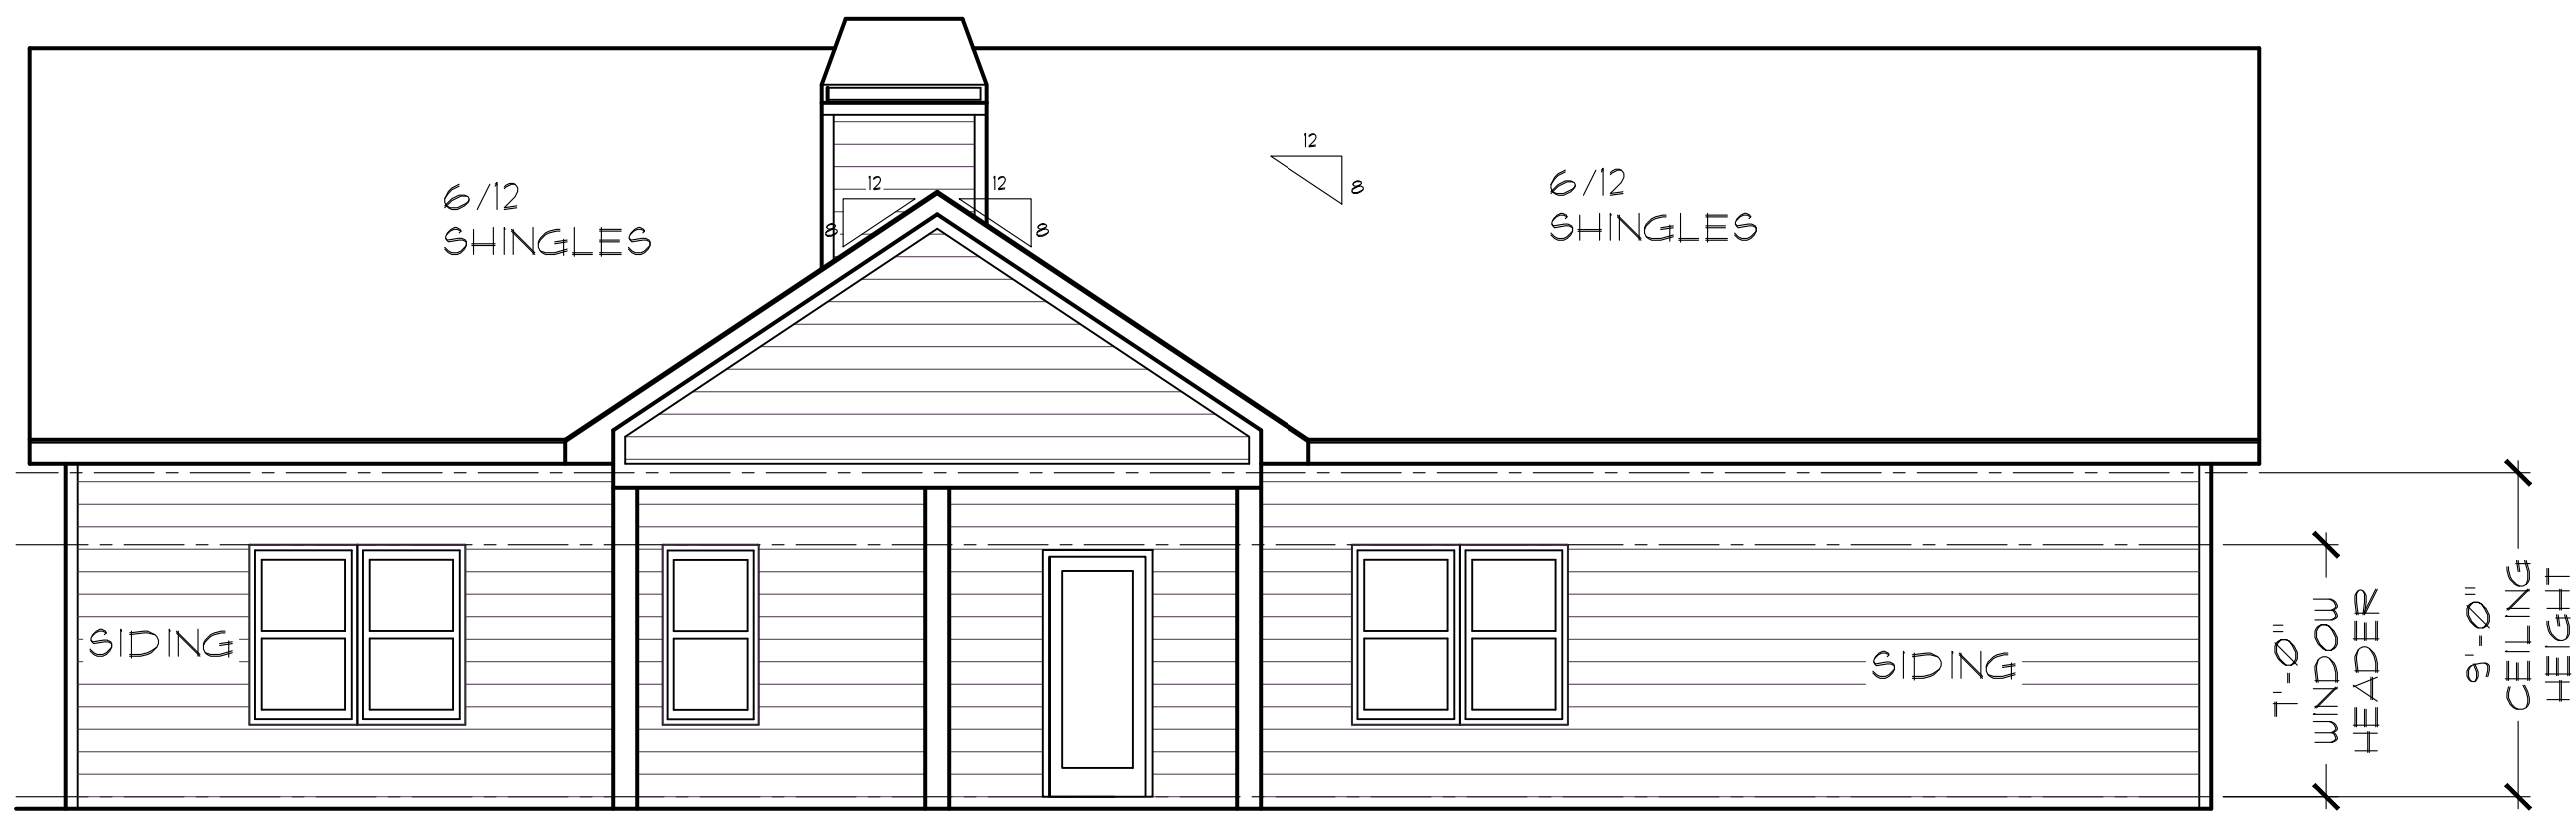 12
8
6/12
SHINGLES
12
8
12
8
6/12
SHINGLES
SIDING
SIDING
7'-0"
WINDOW
HEADER
9'-0"
CEILING
HEIGHT